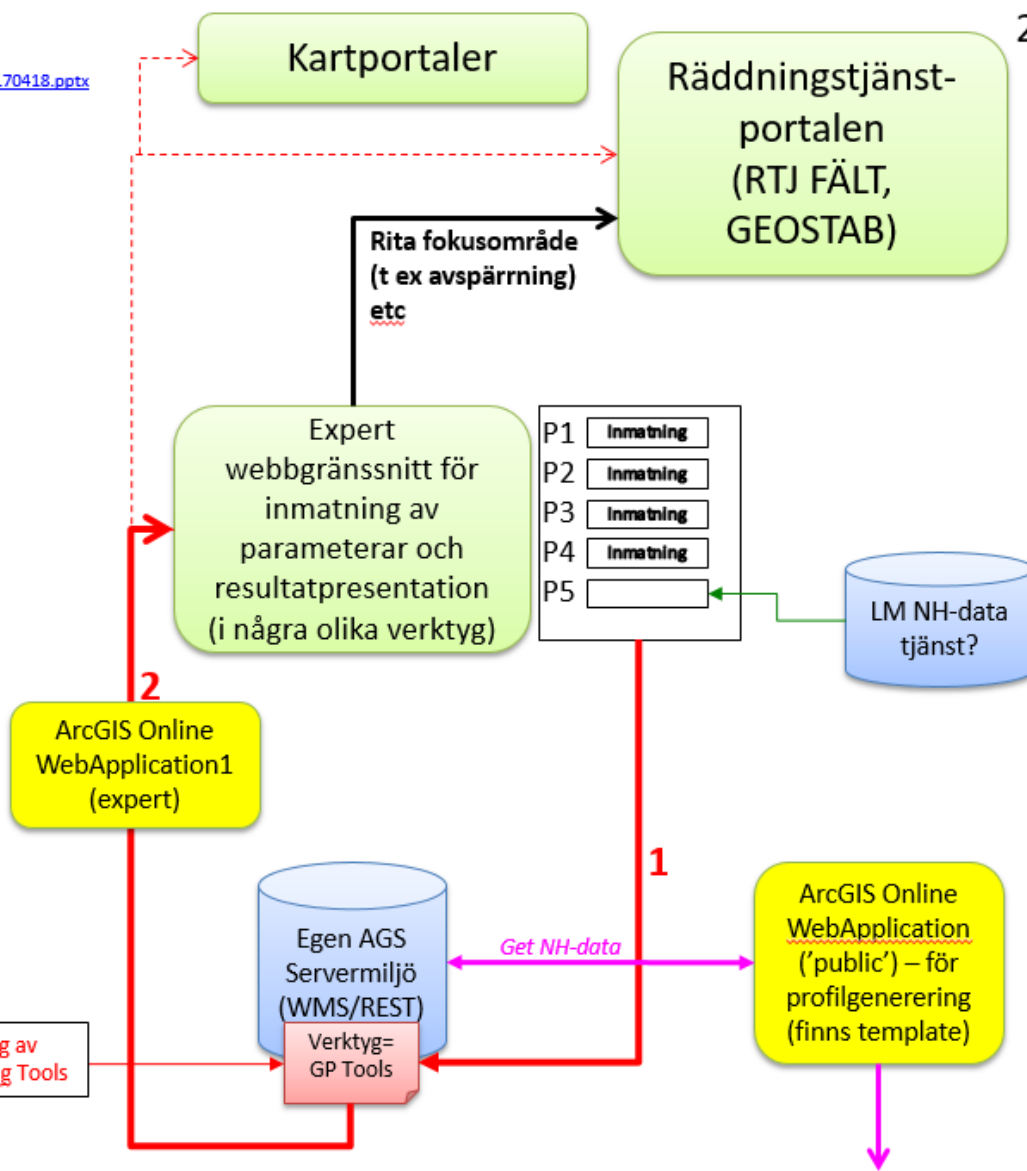 2
170418.pptx
Kartportaler
Räddningstjänst-
portalen
(RTJ FÄLT,
GEOSTAB)
Rita fokusområde
(t ex avspärrning)
etc
Expert
webbgränssnitt för
inmatning av
parameterar och
resultatpresentation
(i några olika verktyg)
P1 Inmatning
P2 Inmatning
P3 Inmatning
P4 Inmatning
P5
LM NH-data
tjänst?
2
ArcGIS Online
WebApplication1
(expert)
1
Egen AGS
Servermiljö
(WMS/REST)
Verktyg=
GP Tools
Get NH-data
ArcGIS Online
WebApplication
('public') – för
profilgenerering
(finns template)
g av
g Tools